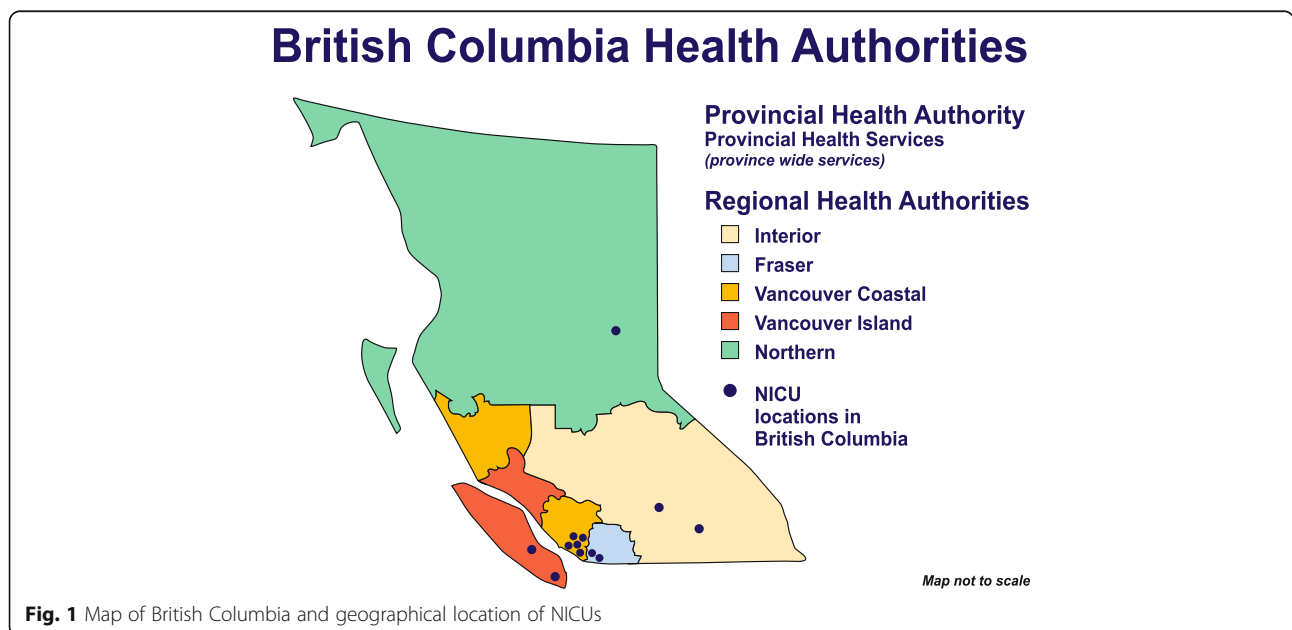 British Columbia Health Authorities
Provincial Health Authority
Provincial Health Services
(province wide services)
Regional Health Authorities
Interior
Fraser
Vancouver Coastal
Vancouver Island
Northern
NICU
locations in
British Columbia
Map not to scale
Fig. 1 Map of British Columbia and geographical location of NICUs